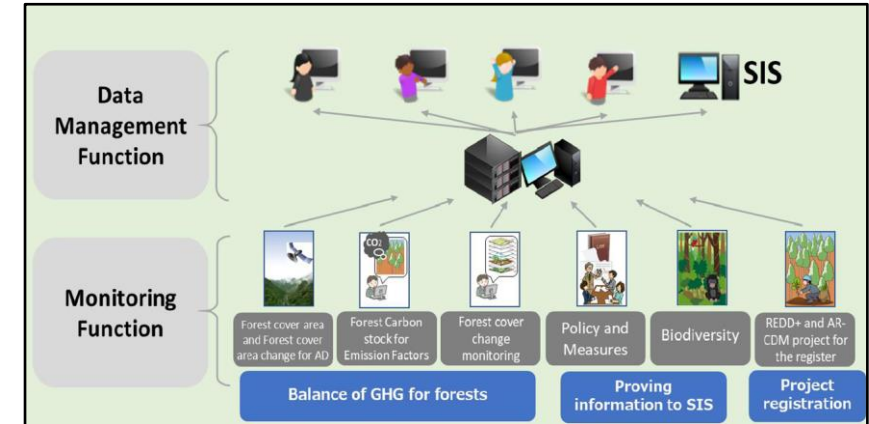 Data
Management
Function
SIS
Monitoring
Function
CO2
Forest cover area
and Forest cover
area change for AD
Forest Carbon
stock for
Emission Factors
Forest cover
change
monitoring
Policy and
Measures
Biodiversity
REDD+ and AR-
CDM project for
the register
Balance of GHG for forests
Proving
information to SIS
Project
registration